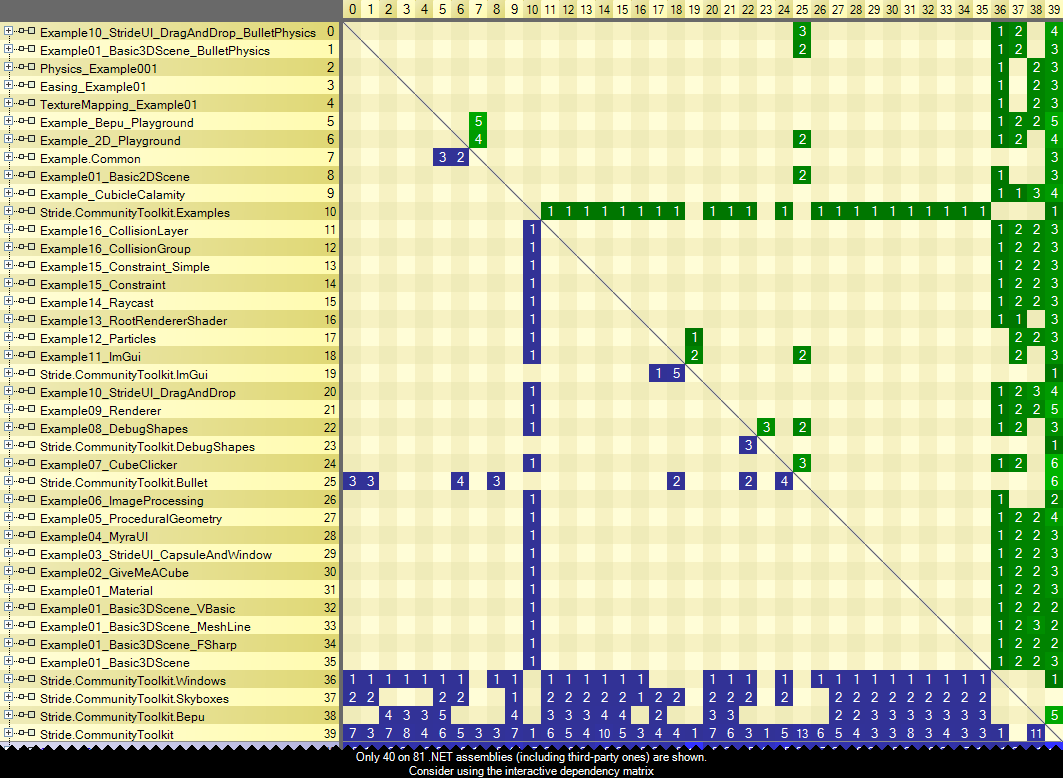 0 1 2 3 4 5 6 7 8 9 10 11 12 13 14 15 16 17 18 19 20 21 22 23 24 25 26 27 28 29 30 31 32 33 34 35 36 37 38 39
Example10_StrideUI_DragAndDrop_BulletPhysics 0 3 1 2 4
Example01_Basic3DScene_BulletPhysics 1 2 1 2 3
Physics_Example001 2 1 2 3
Easing_Example01 3 1 2 3
TextureMapping_Example01 4 1 2 3
Example_Bepu_Playground 5 5 1 2 2 5
Example_2D_Playground 6 4 2 1 2 4
Example.Common 7 3 2 3
Example01_Basic2DScene 8 2 1 3
Example_CubicleCalamity 9 1 1 3 4
Stride.CommunityToolkit.Examples 10 1 1 1 1 1 1 1 1 1 1 1 1 1 1 1 1 1 1 1 1 1 1 1
Example16_CollisionLayer 11 1 1 2 2 3
Example16_CollisionGroup 12 1 1 2 2 3
Example15_Constraint_Simple 13 1 1 2 2 3
Example15_Constraint 14 1 1 2 2 3
Example14_Raycast 15 1 1 2 2 3
Example13_RootRendererShader 16 1 1 1 3
Example12_Particles 17 1 1 2 2 3
Example11_ImGui 18 1 2 2 2 3
Stride.CommunityToolkit.ImGui 19 1 5 1
Example10_StrideUI_DragAndDrop 20 1 1 2 3 4
Example09_Renderer 21 1 1 2 2 5
Example08_DebugShapes 22 1 3 2 1 2 3
Stride.CommunityToolkit.DebugShapes 23 3 1
Example07_CubeClicker 24 1 3 1 2 6
Stride.CommunityToolkit.Bullet 25 3 3 4 3 2 2 4 6
Example06_ImageProcessing 26 1 1 2
Example05_ProceduralGeometry 27 1 1 2 2 4
Example04_MyraUI 28 1 1 2 2 3
Example03_StrideUI_CapsuleAndWindow 29 1 1 2 2 3
Example02_GiveMeACube 30 1 1 2 2 3
Example01_Material 31 1 1 2 2 3
Example01_Basic3DScene_VBasic 32 1 1 2 2 2
Example01_Basic3DScene_MeshLine 33 1 1 2 3 2
Example01_Basic3DScene_FSharp 34 1 1 2 2 2
Example01_Basic3DScene 35 1 1 2 2 3
Stride.CommunityToolkit.Windows 36 1 1 1 1 1 1 1 1 1 1 1 1 1 1 1 1 1 1 1 1 1 1 1 1 1 1 1 1 1 1
Stride.CommunityToolkit.Skyboxes 37 2 2 2 2 1 2 2 2 2 2 1 2 2 2 2 2 2 2 2 2 2 2 2 2 2 2 2
Stride.CommunityToolkit.Bepu 38 4 3 3 5 4 3 3 3 4 4 2 3 3 2 2 3 3 3 3 3 3 3 5
Stride.CommunityToolkit 39 7 3 7 8 4 6 5 3 3 7 1 6 5 4 10 5 3 4 4 1 7 6 3 1 5 13 6 5 4 6 3 8 3 4 3 3 1 11
Only 40 on 81 .NET assemblies (including third-party ones) are shown.
Consider using the interactive dependency matrix